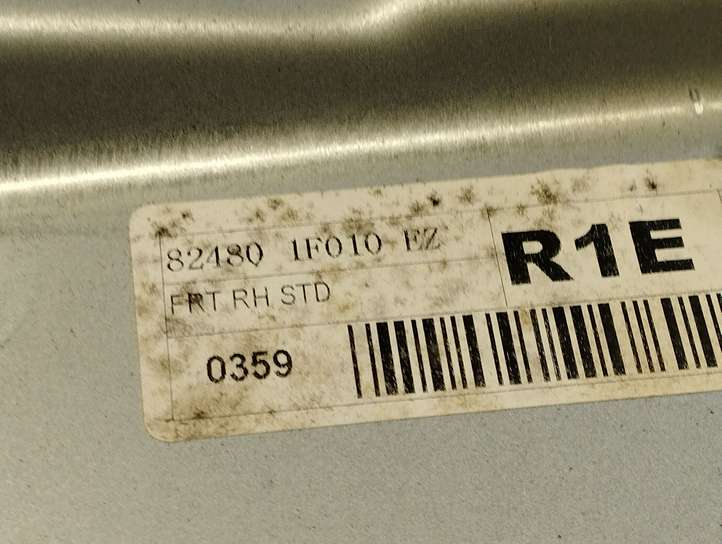 82480 1F010 EZ
R1E
FRT RH STD
0359